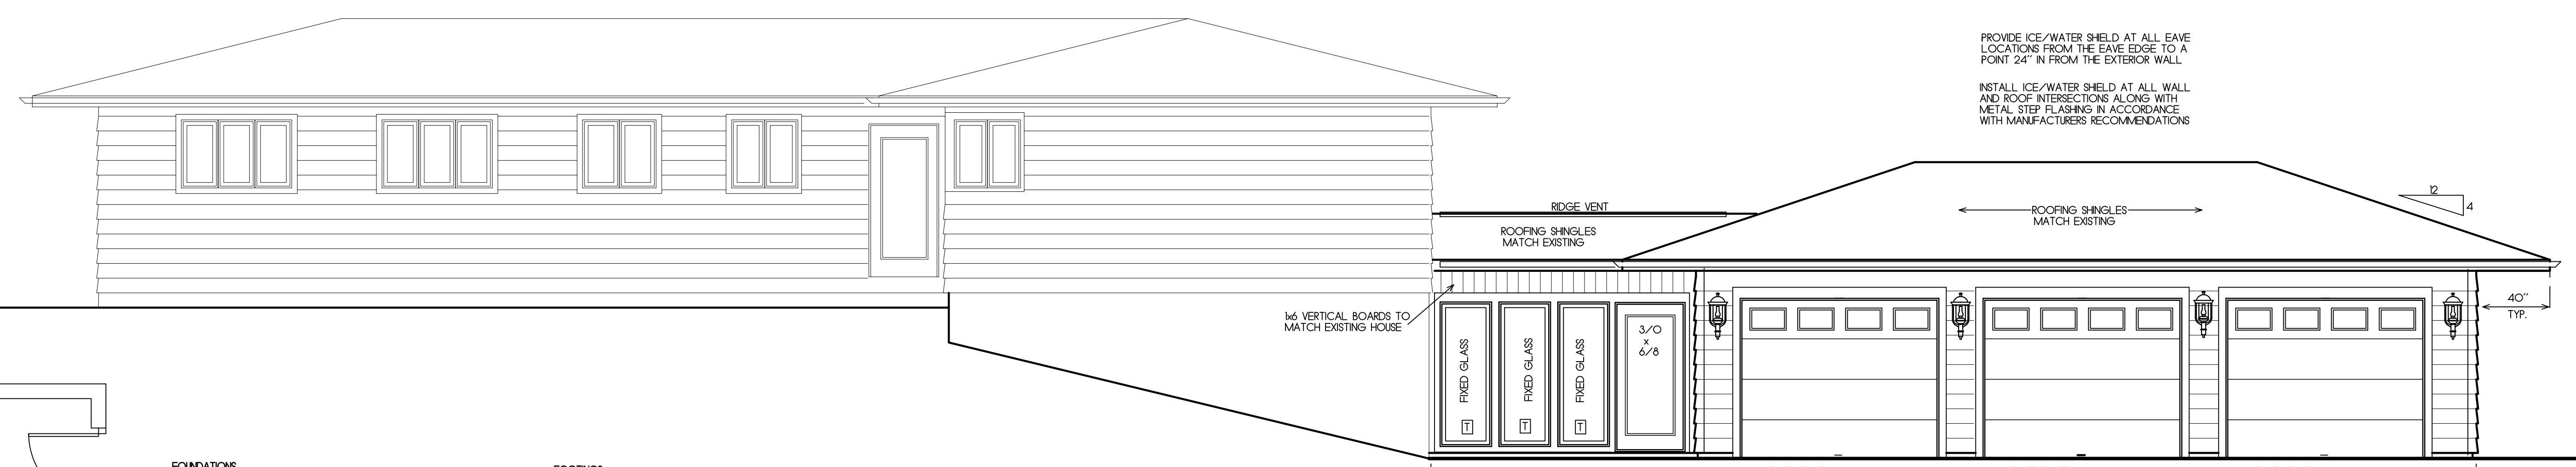 PROVIDE ICE/WATER SHIELD AT ALL EAVE
LOCATIONS FROM THE EAVE EDGE TO A
POINT 24" IN FROM THE EXTERIOR WALL
INSTALL ICE/WATER SHIELD AT ALL WALL
AND ROOF INTERSECTIONS ALONG WITH
METAL STEP FLASHING IN ACCORDANCE
WITH MANUFACTURERS RECOMMENDATIONS
12
4
RIDGE VENT
ROOFING SHINGLES
MATCH EXISTING
ROOFING SHINGLES
MATCH EXISTING
40"
TYP.
1x6 VERTICAL BOARDS TO
MATCH EXISTING HOUSE
FIXED GLASS
FIXED GLASS
FIXED GLASS
3/0
x
6/8
T
T
T
FOUNDATIONS
FOOTINGS